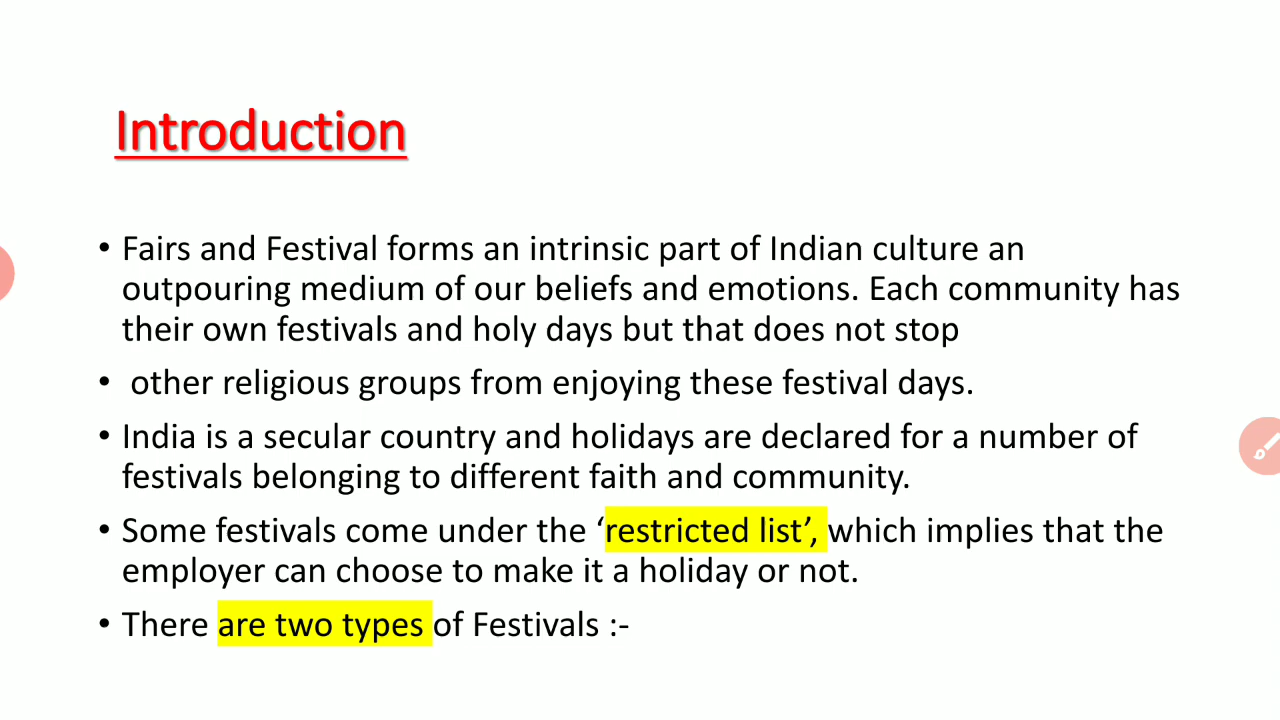 Introduction
• Fairs and Festival forms an intrinsic part of Indian culture an
outpouring medium of our beliefs and emotions. Each community has
their own festivals and holy days but that does not stop
• other religious groups from enjoying these festival days.
• India is a secular country and holidays are declared for a number of
festivals belonging to different faith and community.
• Some festivals come under the ‘restricted list’, which implies that the
employer can choose to make it a holiday or not.
• There are two types of Festivals :-